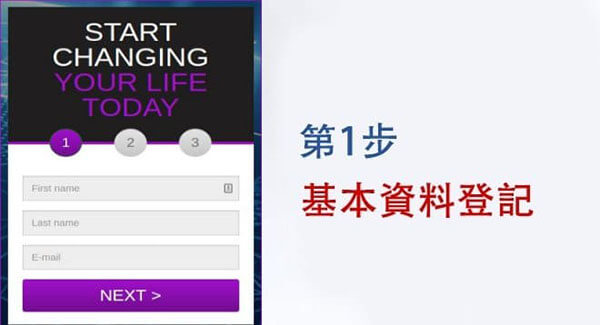 START
CHANGING
YOUR LIFE
TODAY
1 2 3
First name
Last name
E-mail
NEXT >
第1步
基本資料登記